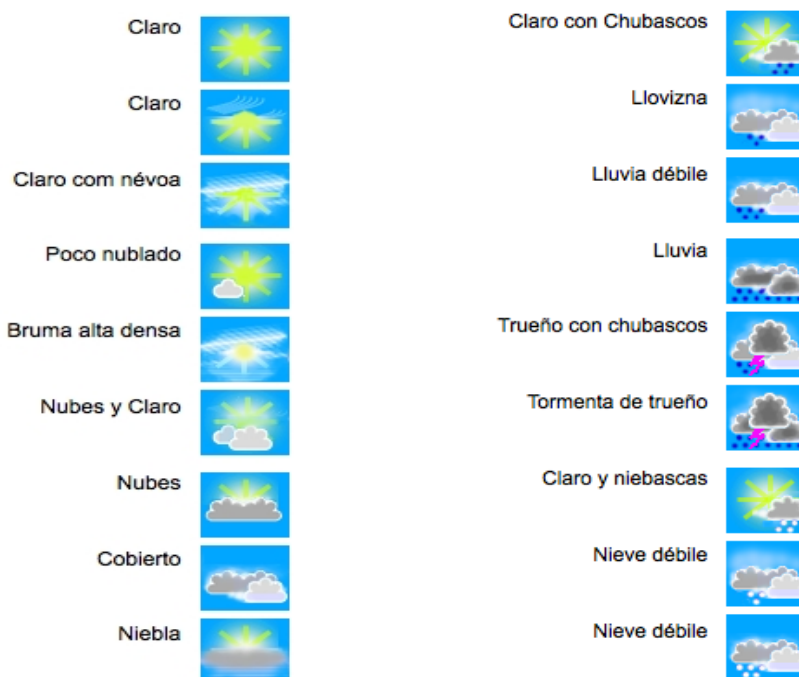 Claro
Claro
Claro com névoa
Poco nublado
Bruma alta densa
Nubes y Claro
Nubes
Cobierto
Niebla
Claro con Chubascos
Llovizna
Lluvia débile
Lluvia
Trueño con chubascos
Tormenta de trueño
Claro y niebascas
Nieve débile
Nieve débile